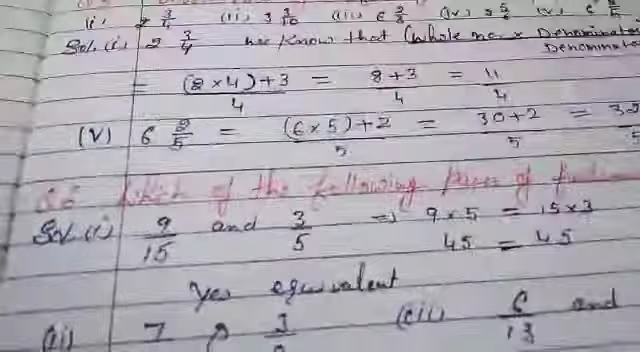 (i) 2 3/4 (ii) 3 3/10 (iii) 6 2/3 (iv) 5 (v) 6
Sol. (i) 2 3/4 we know that (whole no. x Denominator
Denominator
= (2 x 4) + 3 / 4 = 8 + 3 / 4 = 11 / 4
(V) 6 2/5 = (6 x 5) + 2 / 5 = 30 + 2 / 5 = 32 / 5
which of the following pairs of
Sol. (i) 9/15 and 3/5 => 9 x 5 = 15 x 3
45 = 45
Yes equivalent
(ii) 7 (iii) 6/13 and